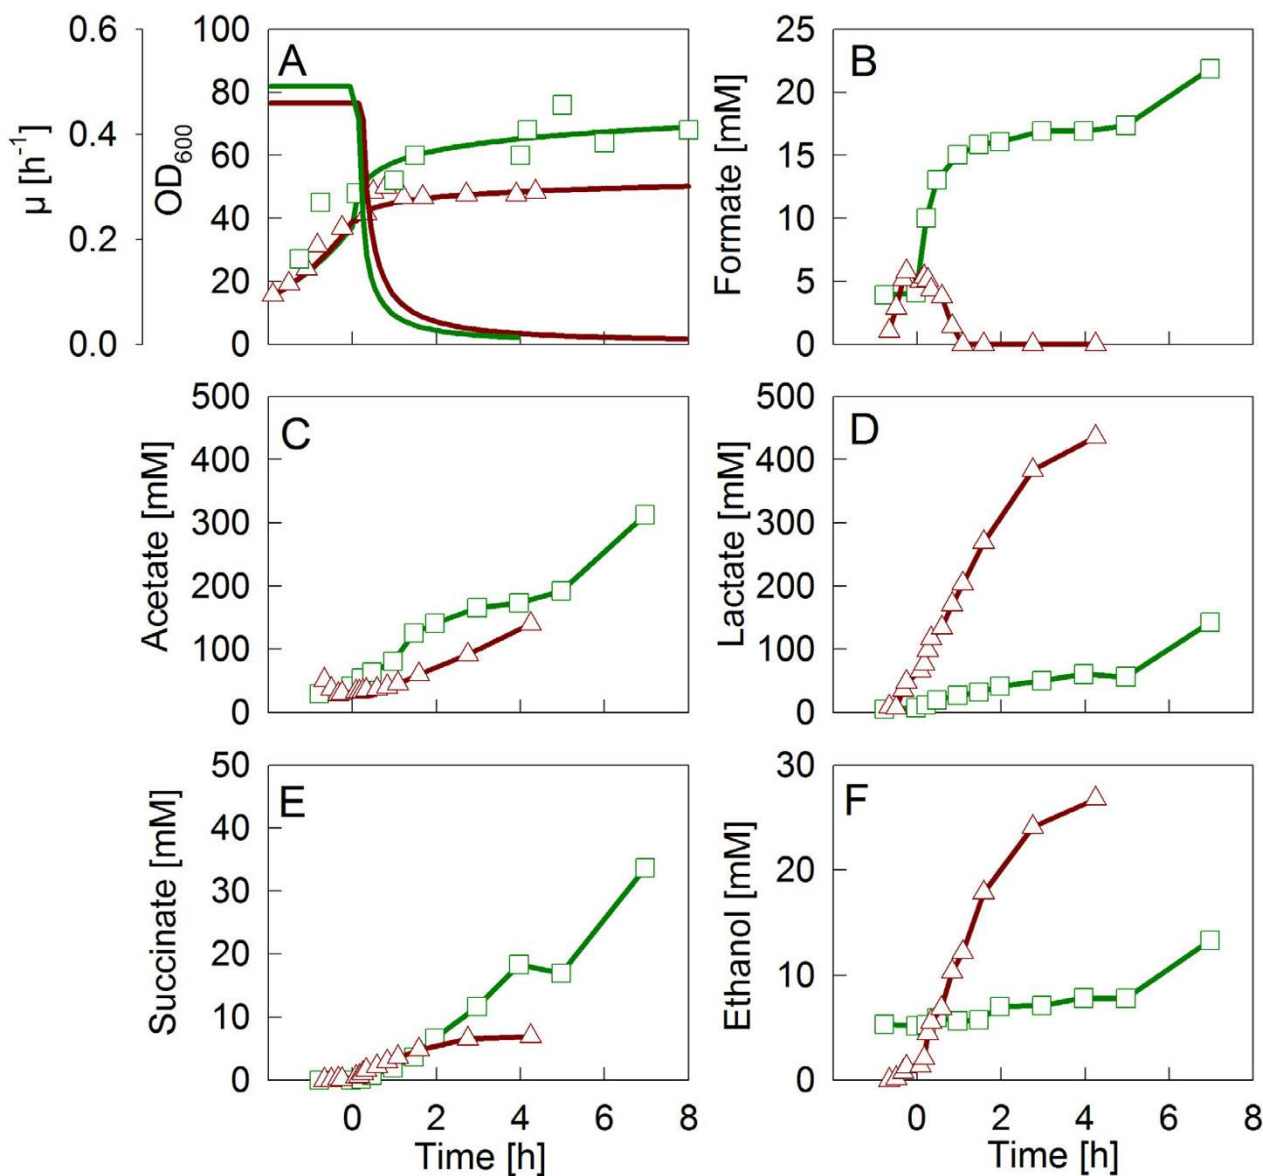 A
μ [h⁻¹]
0.6
0.4
0.2
0.0
OD₆₀₀
100
80
60
40
20
0
B
Formate [mM]
25
20
15
10
5
0
C
Acetate [mM]
500
400
300
200
100
0
D
Lactate [mM]
500
400
300
200
100
0
E
Succinate [mM]
50
40
30
20
10
0
0 2 4 6 8
Time [h]
F
Ethanol [mM]
30
20
10
0
0 2 4 6 8
Time [h]